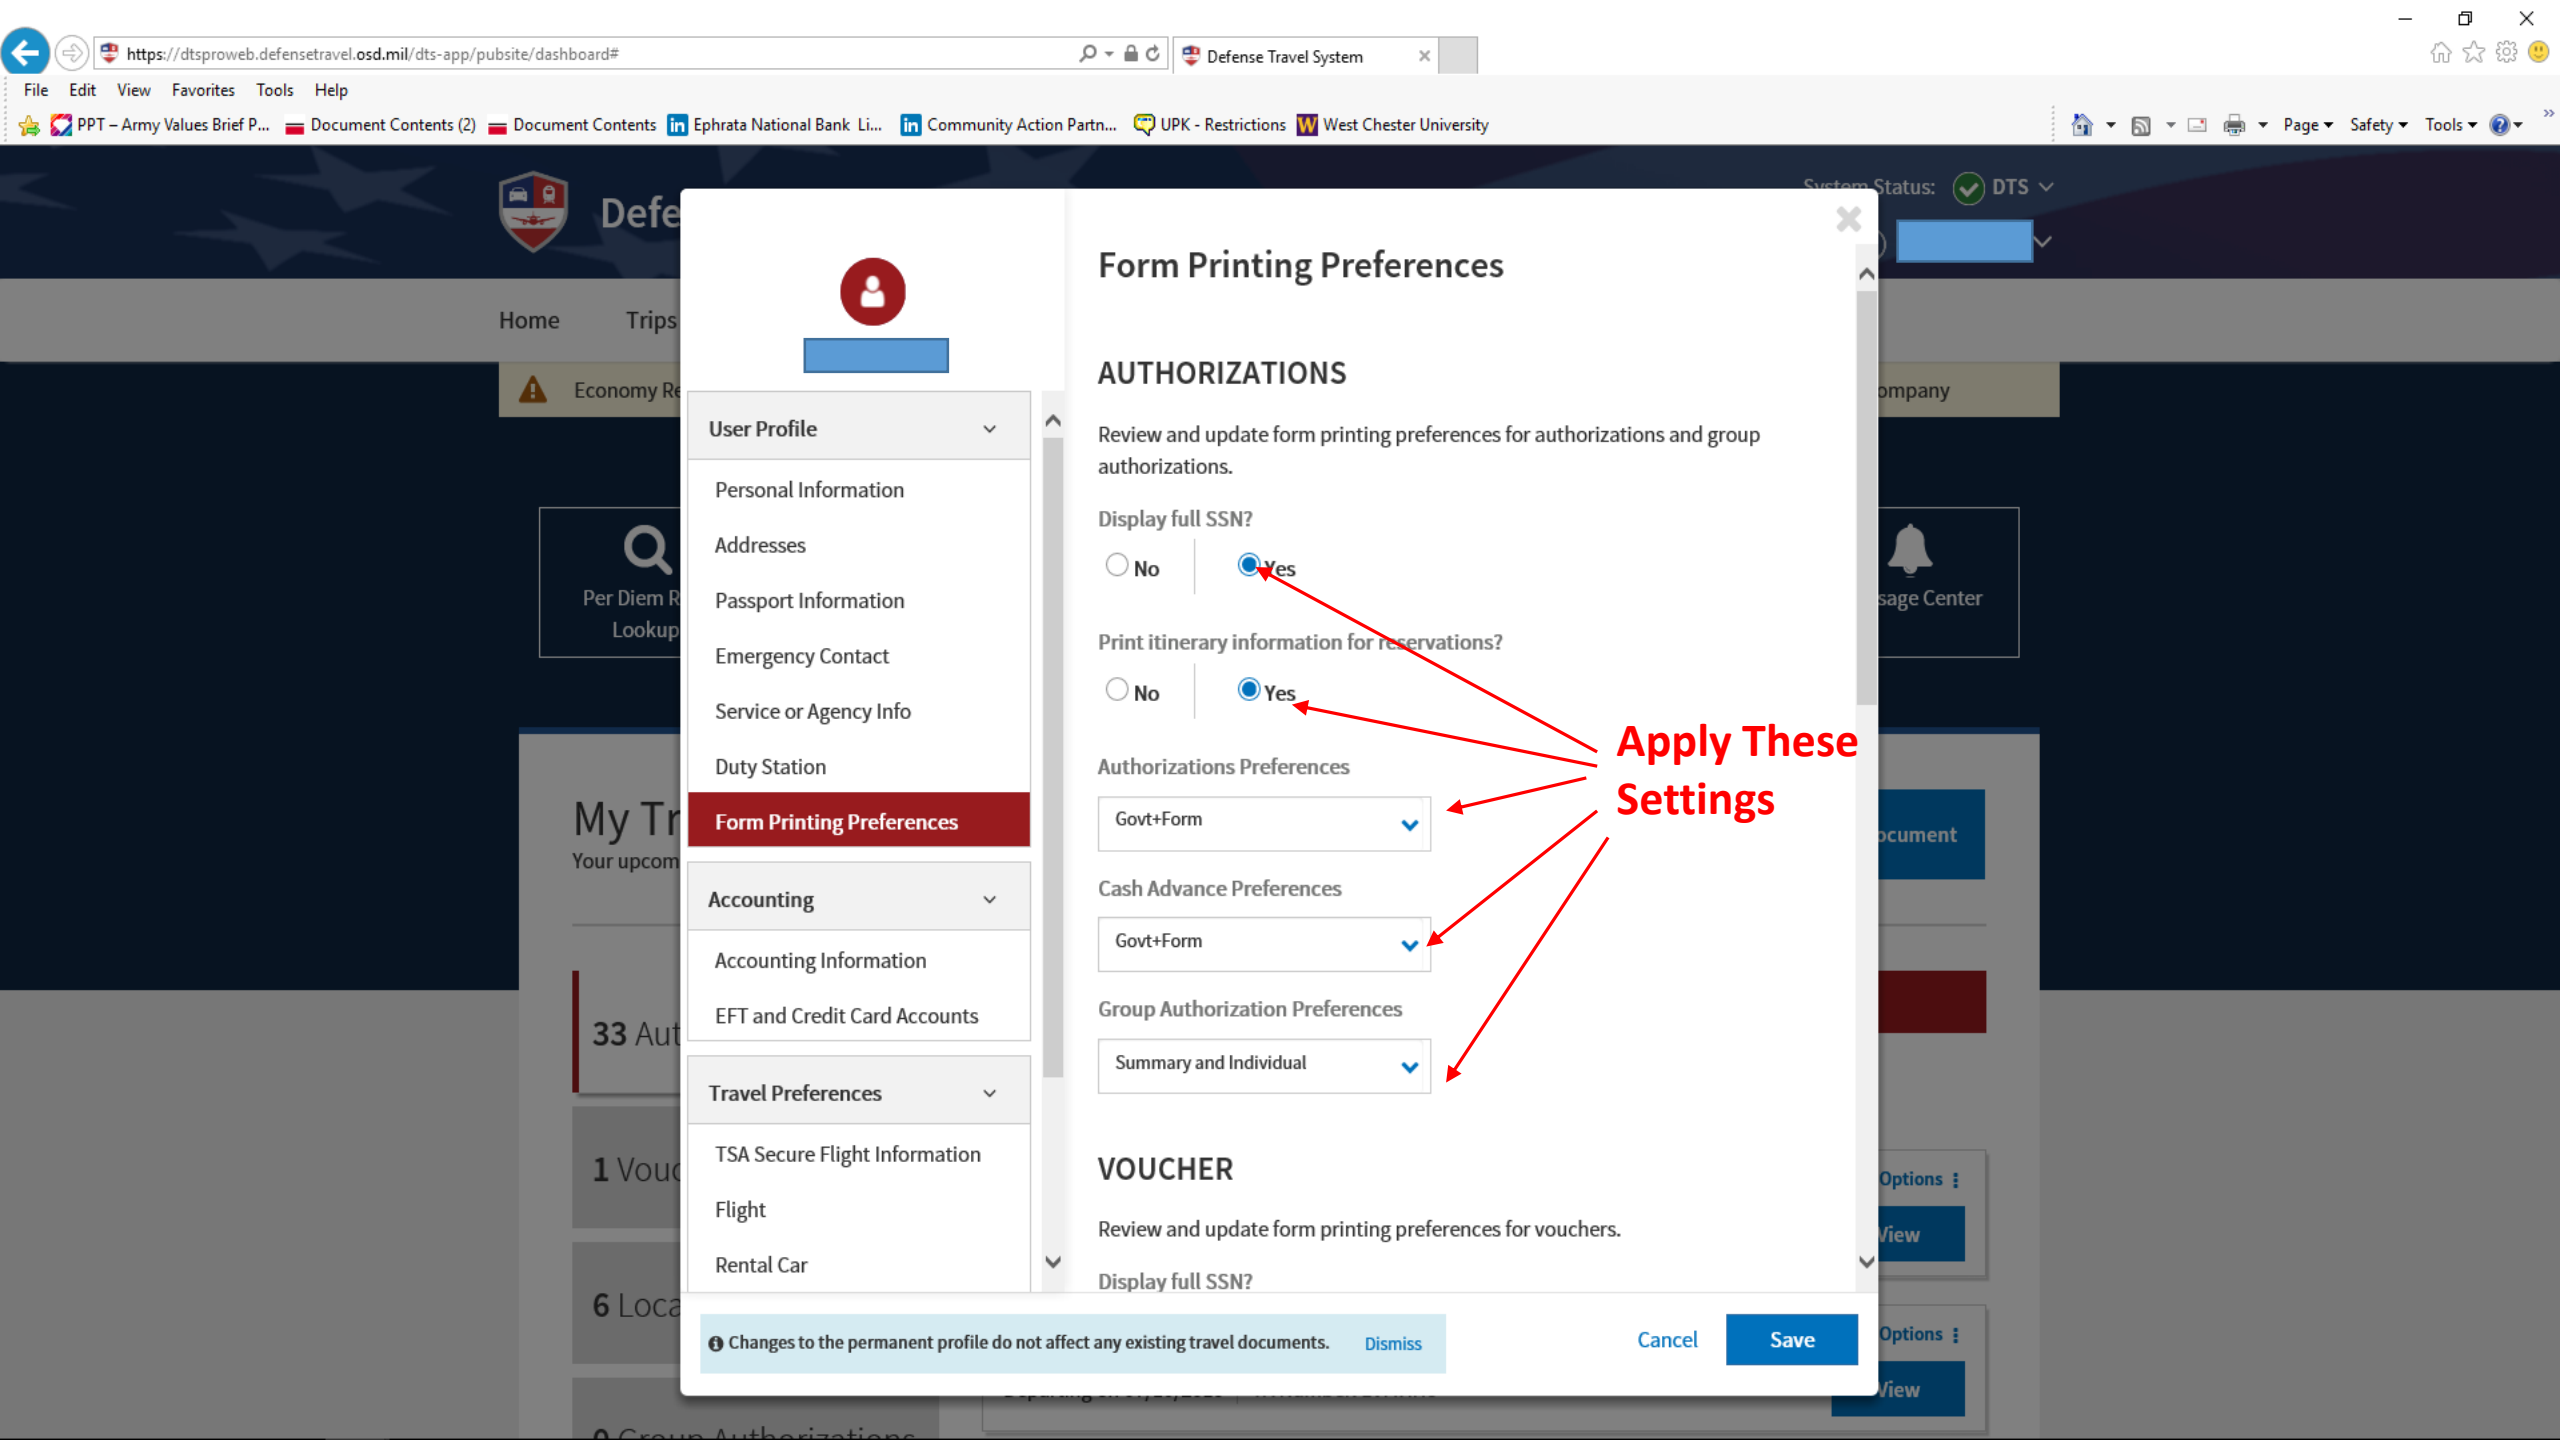 https://dtsproweb.defensetravel.osd.mil/dts-app/pubsite/dashboard#
Defense Travel System
File Edit View Favorites Tools Help
PPT – Army Values Brief P... Document Contents (2) Document Contents Ephrata National Bank Li... Community Action Partn... UPK - Restrictions West Chester University
Page Safety Tools
System Status: DTS
Defe
Home Trips
Economy Re
ompany
Per Diem R
Lookup
sage Center
My Tr
Your upcom
ocument
33 Aut
1 Vouc
6 Loca
Options
View
Options
View
User Profile
Personal Information
Addresses
Passport Information
Emergency Contact
Service or Agency Info
Duty Station
Form Printing Preferences
Accounting
Accounting Information
EFT and Credit Card Accounts
Travel Preferences
TSA Secure Flight Information
Flight
Rental Car
Form Printing Preferences
AUTHORIZATIONS
Review and update form printing preferences for authorizations and group
authorizations.
Display full SSN?
No Yes
Print itinerary information for reservations?
No Yes
Authorizations Preferences
Govt+Form
Cash Advance Preferences
Govt+Form
Group Authorization Preferences
Summary and Individual
Apply These
Settings
VOUCHER
Review and update form printing preferences for vouchers.
Display full SSN?
Changes to the permanent profile do not affect any existing travel documents. Dismiss
Cancel Save
0 Group Authorizations